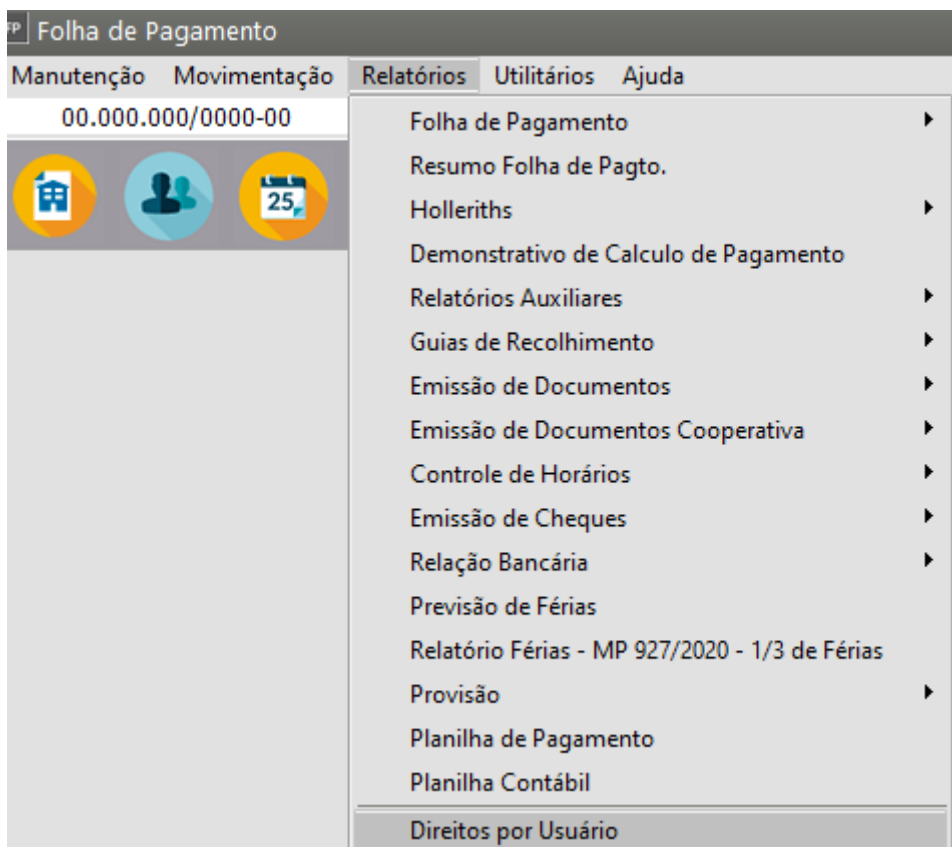 FP Folha de Pagamento
Manutenção Movimentação Relatórios Utilitários Ajuda
00.000.000/0000-00
25
Folha de Pagamento
Resumo Folha de Pagto.
Holleriths
Demonstrativo de Calculo de Pagamento
Relatórios Auxiliares
Guias de Recolhimento
Emissão de Documentos
Emissão de Documentos Cooperativa
Controle de Horários
Emissão de Cheques
Relação Bancária
Previsão de Férias
Relatório Férias - MP 927/2020 - 1/3 de Férias
Provisão
Planilha de Pagamento
Planilha Contábil
Direitos por Usuário